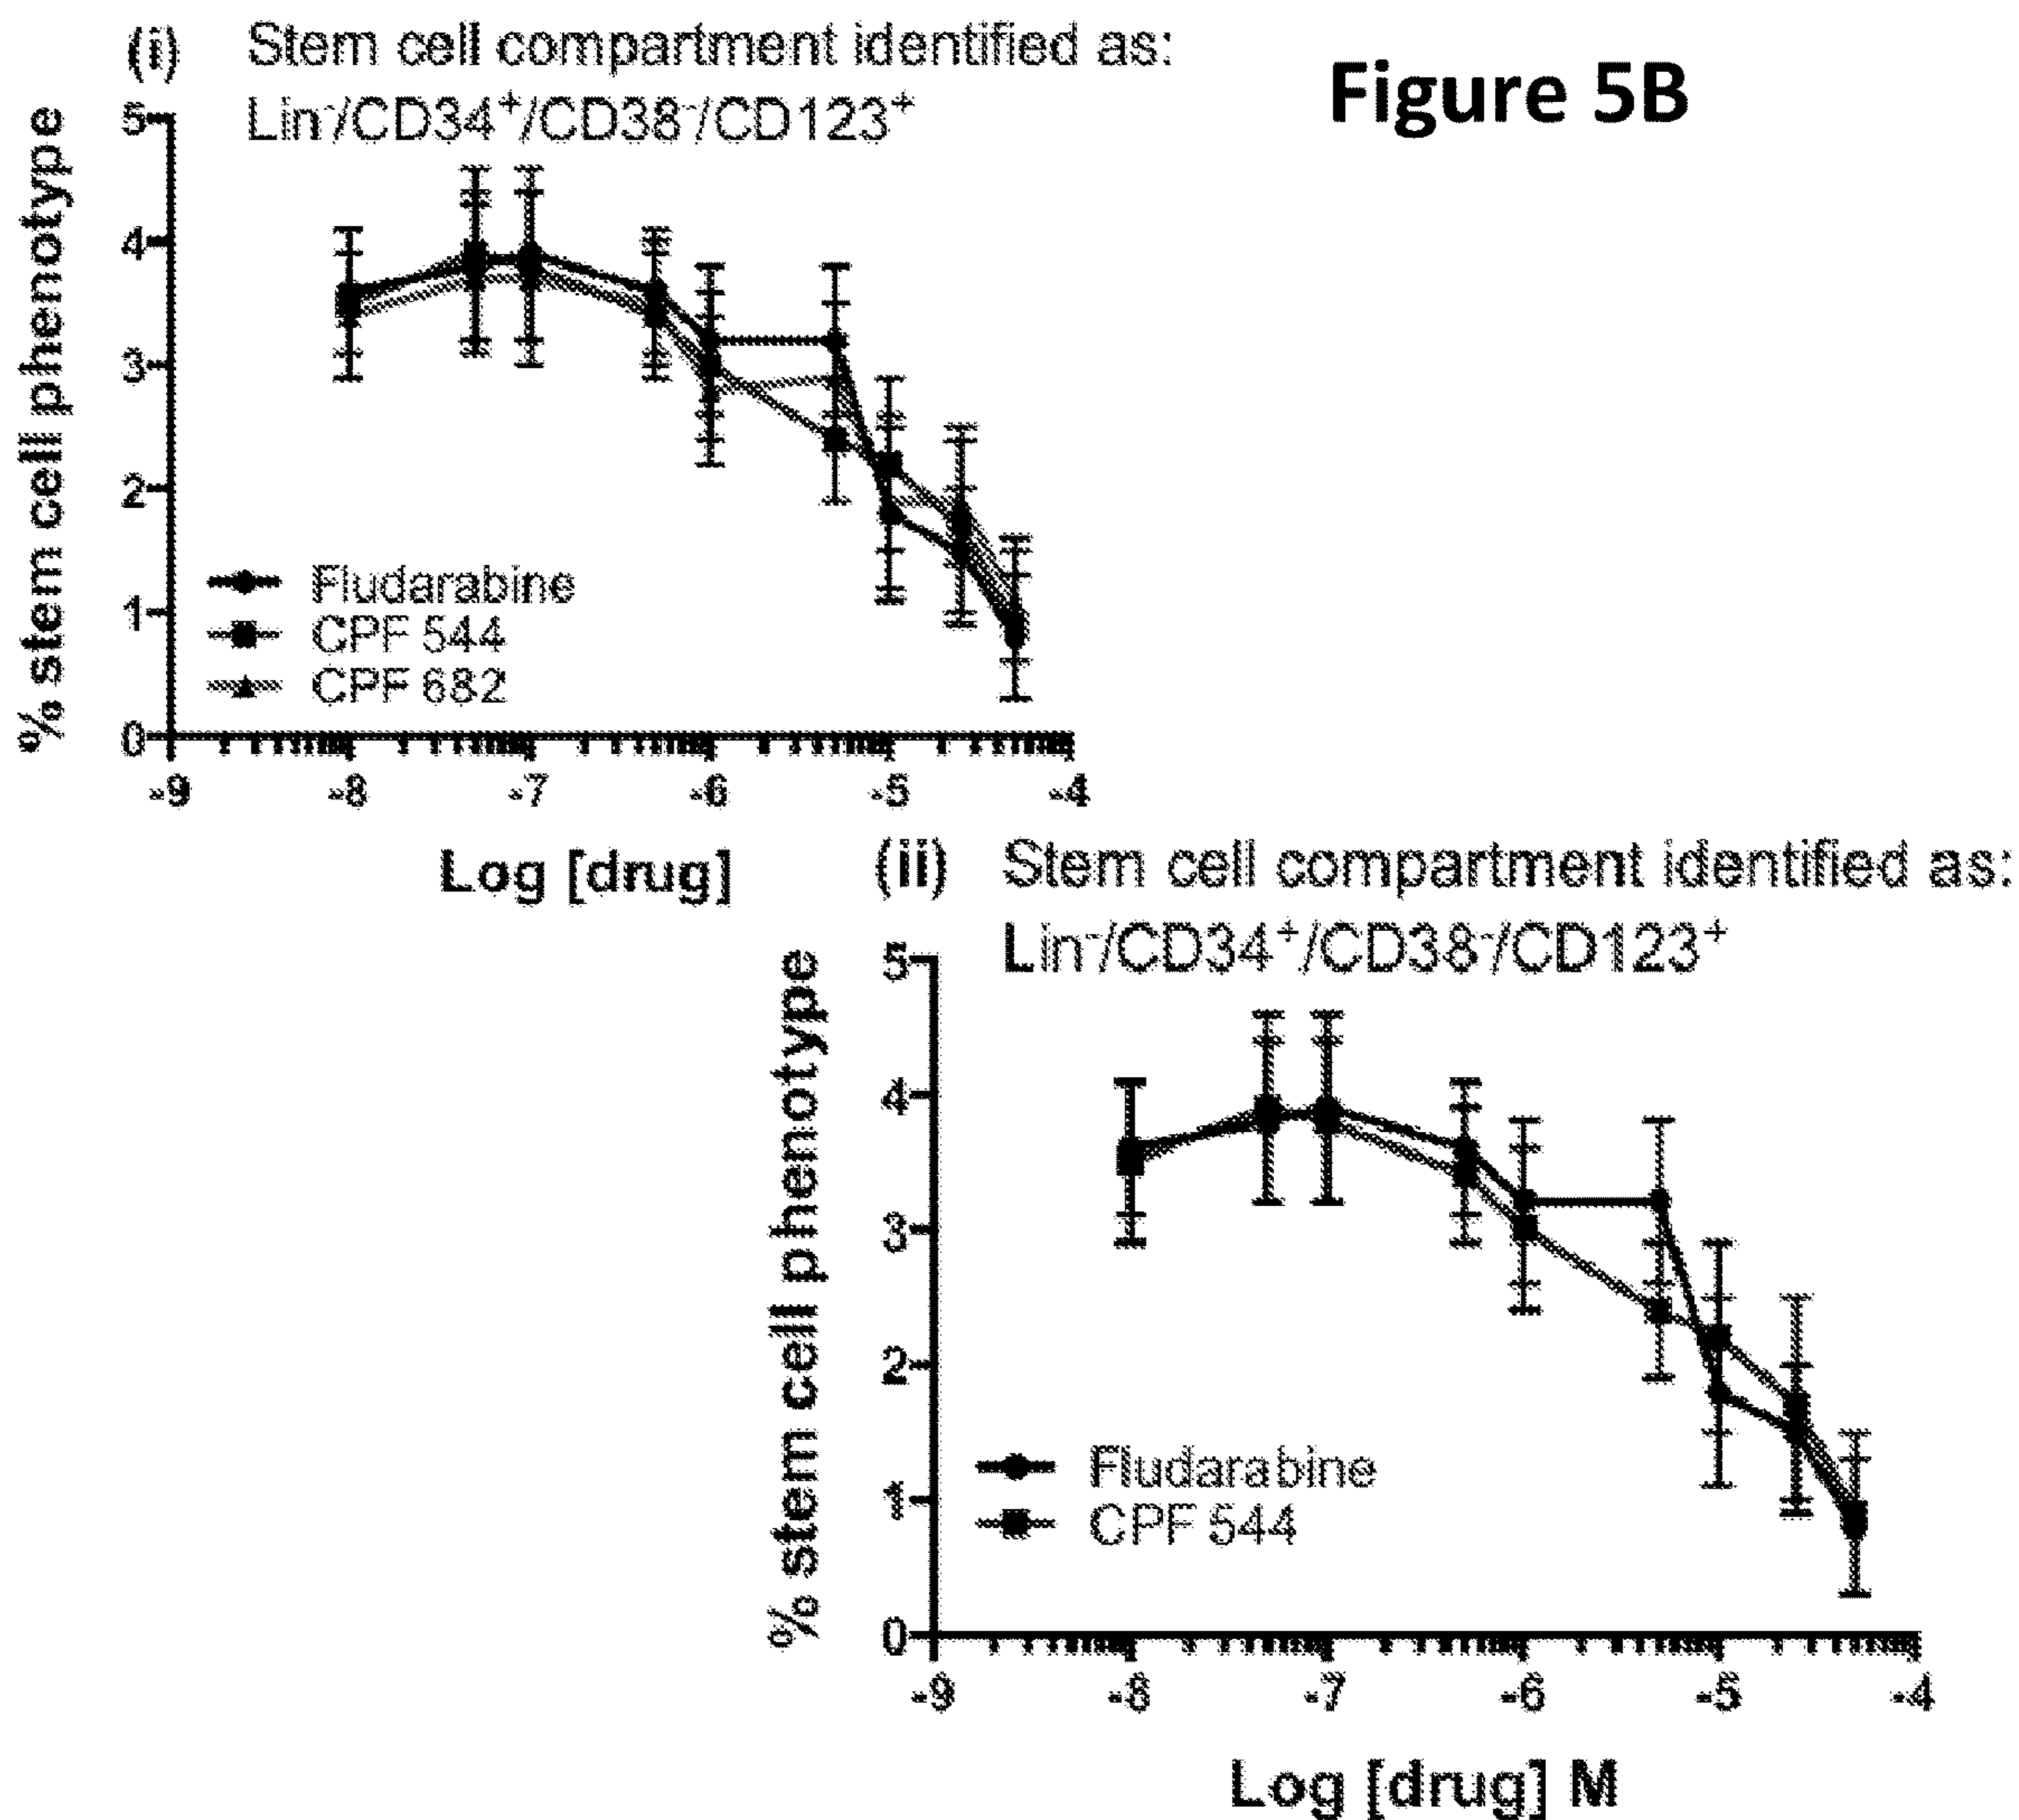 (i) Stem cell compartment identified as:
Lin⁻/CD34⁺/CD38⁻/CD123⁺
Figure 5B
% stem cell phenotype
5
4
3
2
1
0
Fludarabine
CPF 544
CPF 682
-9 -8 -7 -6 -5 -4
Log [drug]
(ii) Stem cell compartment identified as:
Lin⁻/CD34⁺/CD38⁻/CD123⁺
% stem cell phenotype
5
4
3
2
1
0
Fludarabine
CPF 544
-9 -8 -7 -6 -5 -4
Log [drug] M